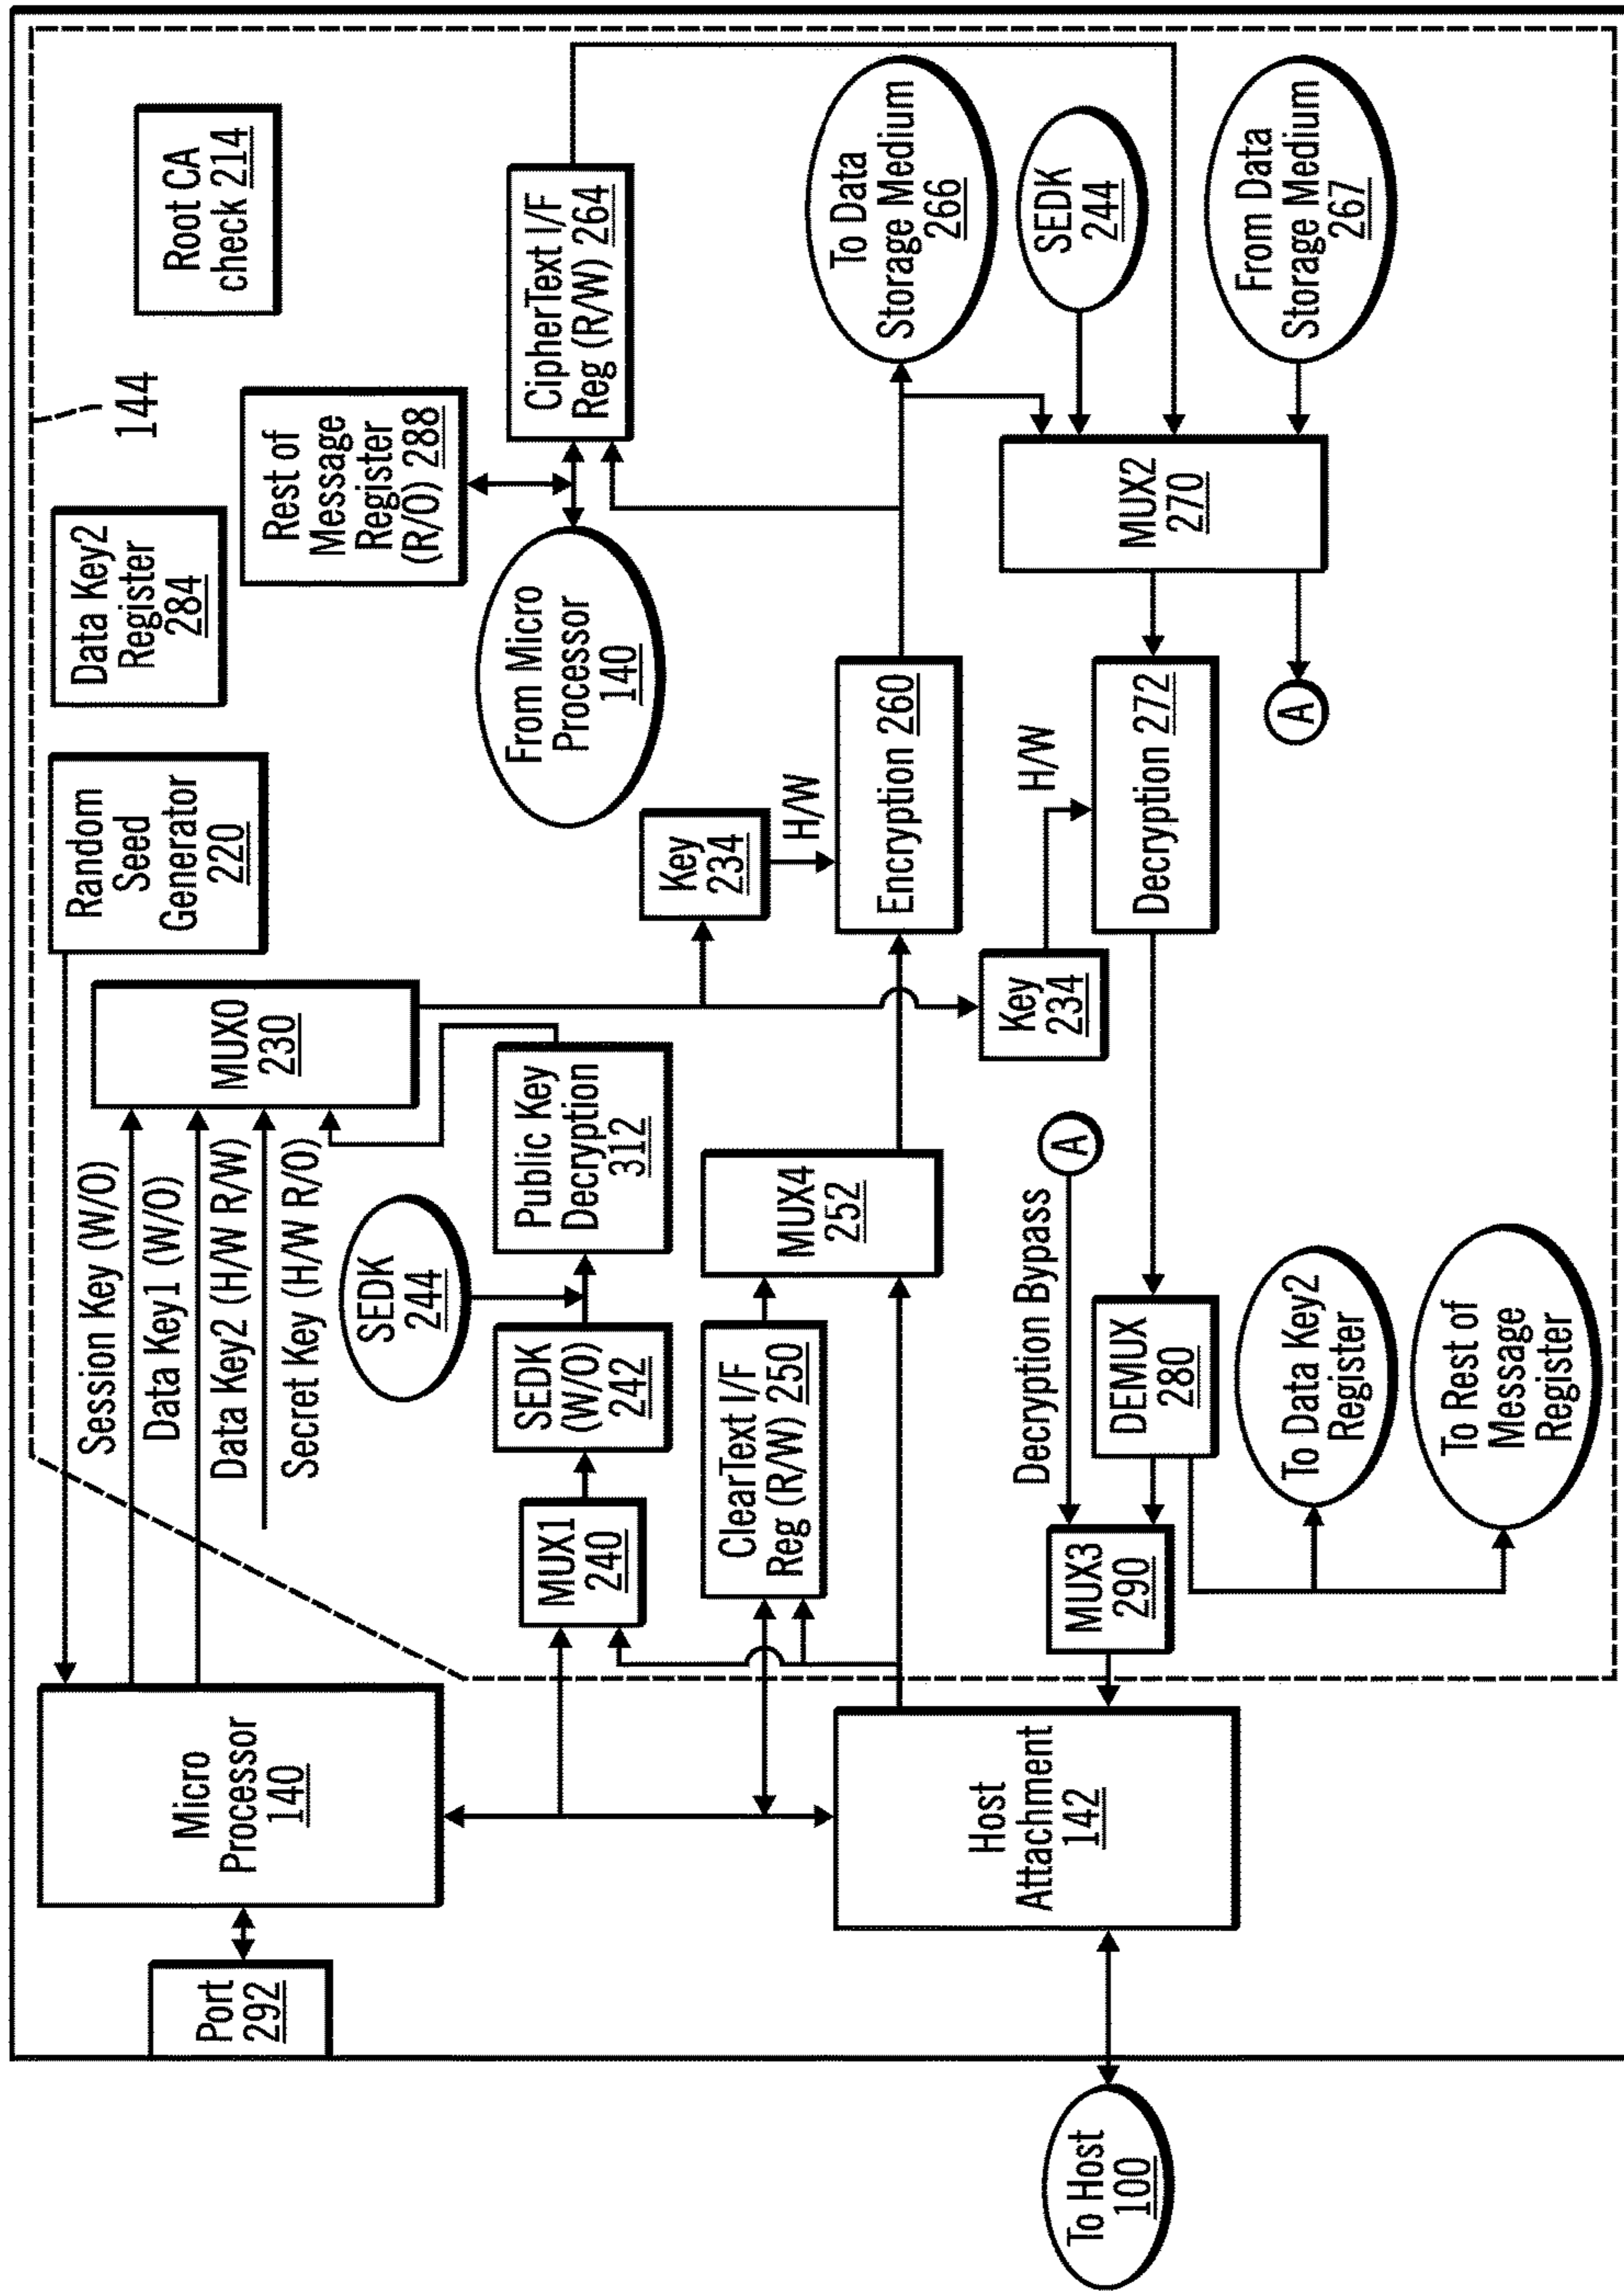 144
Port
292
Micro
Processor
140
Session Key (W/O)
Data Key1 (W/O)
Data Key2 (H/W R/W)
Secret Key (H/W R/O)
MUX0
230
Random
Seed
Generator
220
Data Key2
Register
284
Root CA
check 214
Rest of
Message
Register
(R/O) 288
SEDK
244
MUX1
240
SEDK
(W/O)
242
Public Key
Decryption
312
From Micro
Processor
140
CipherText I/F
Reg (R/W) 264
ClearText I/F
Reg (R/W) 250
MUX4
252
Key
234
H/W
Encryption 260
To Data
Storage Medium
266
SEDK
244
From Data
Storage Medium
267
Host
Attachment
142
To Host
100
Decryption Bypass
A
Key
234
H/W
Decryption 272
MUX2
270
A
MUX3
290
DEMUX
280
To Data Key2
Register
To Rest of
Message
Register